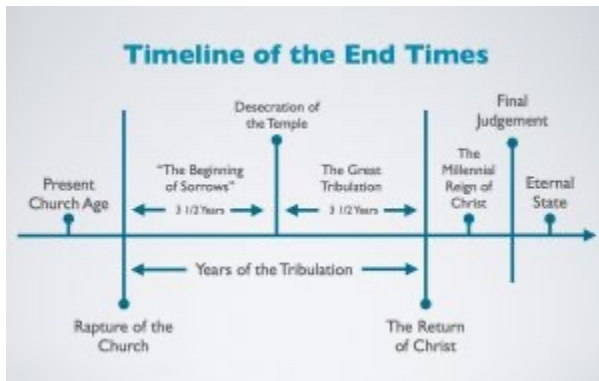 Timeline of the End Times
Desecration of
the Temple
Final
Judgement
Present
Church Age
"The Beginning
of Sorrows"
3 1/2 Years
The Great
Tribulation
3 1/2 Years
The
Millennial
Reign of
Christ
Eternal
State
Years of the Tribulation
Rapture of the
Church
The Return
of Christ